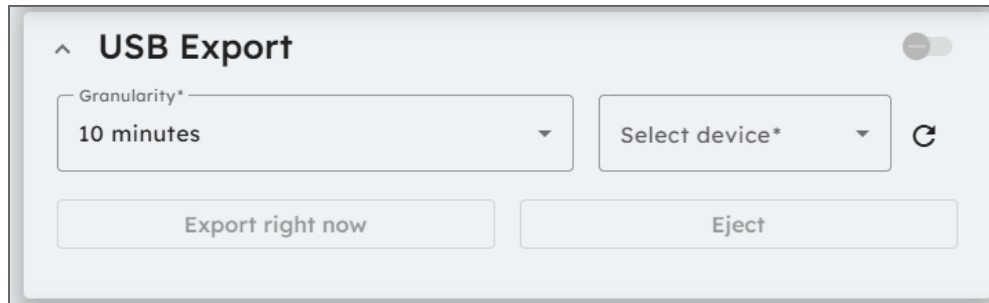 USB Export
Granularity*
10 minutes
Select device*
Export right now
Eject